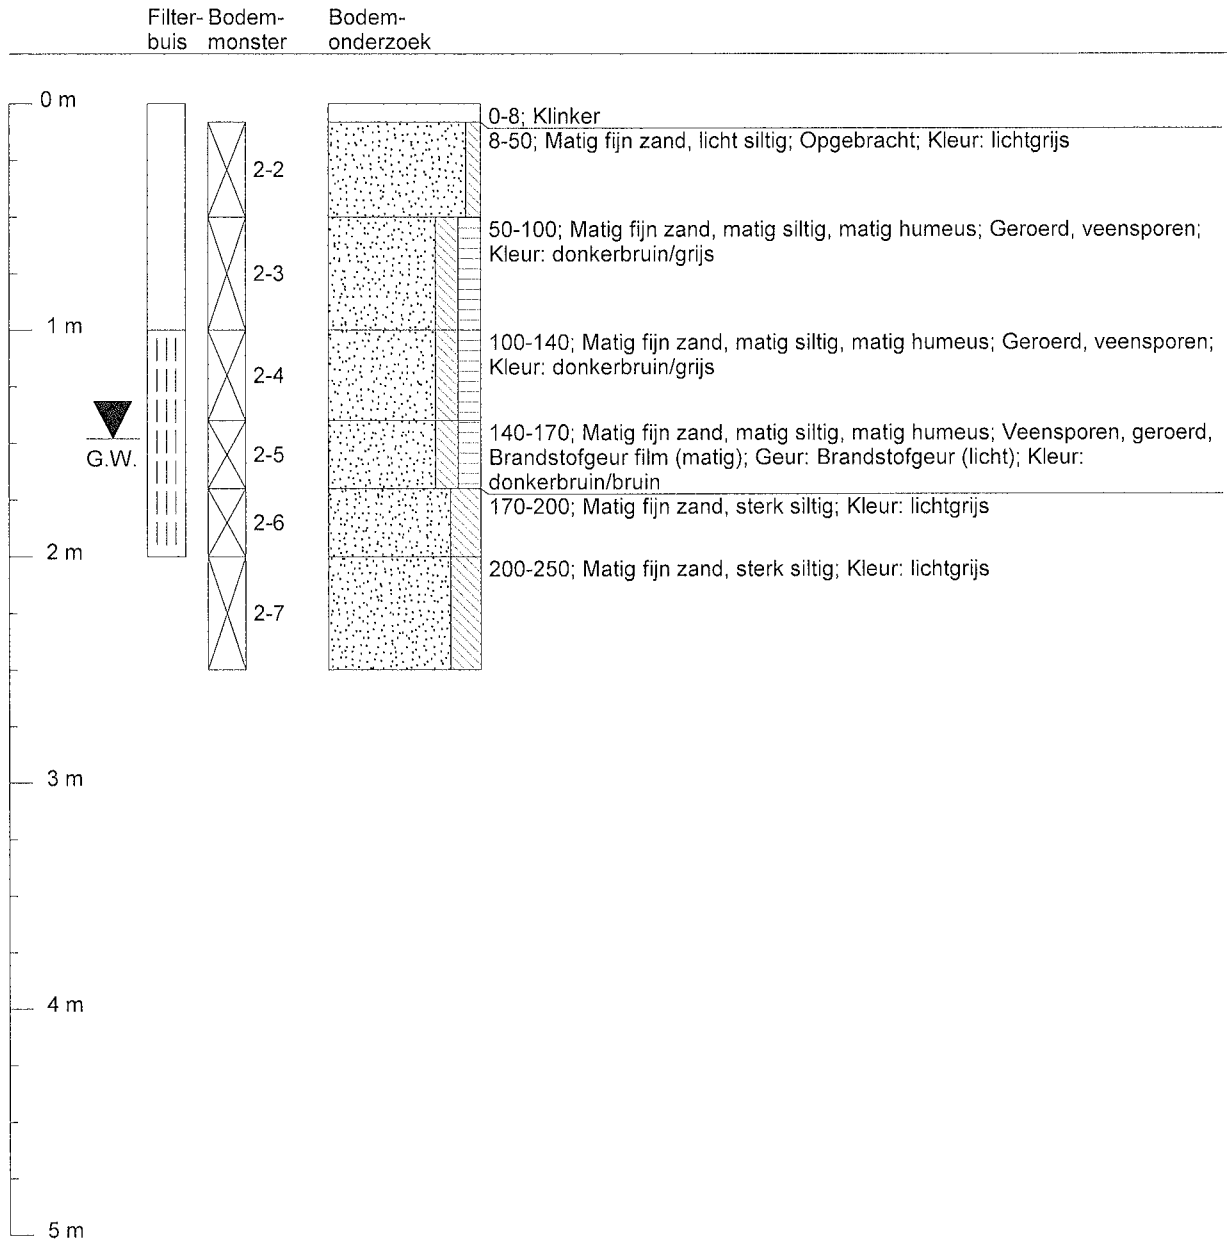 Filter- Bodem- Bodem-
buis monster onderzoek
0 m
0-8; Klinker
8-50; Matig fijn zand, licht siltig; Opgebracht; Kleur: lichtgrijs
2-2
50-100; Matig fijn zand, matig siltig, matig humeus; Geroerd, veensporen;
Kleur: donkerbruin/grijs
2-3
1 m
100-140; Matig fijn zand, matig siltig, matig humeus; Geroerd, veensporen;
Kleur: donkerbruin/grijs
2-4
140-170; Matig fijn zand, matig siltig, matig humeus; Veensporen, geroerd,
Brandstofgeur film (matig); Geur: Brandstofgeur (licht); Kleur:
donkerbruin/bruin
G.W.
2-5
170-200; Matig fijn zand, sterk siltig; Kleur: lichtgrijs
2-6
2 m
200-250; Matig fijn zand, sterk siltig; Kleur: lichtgrijs
2-7
3 m
4 m
5 m